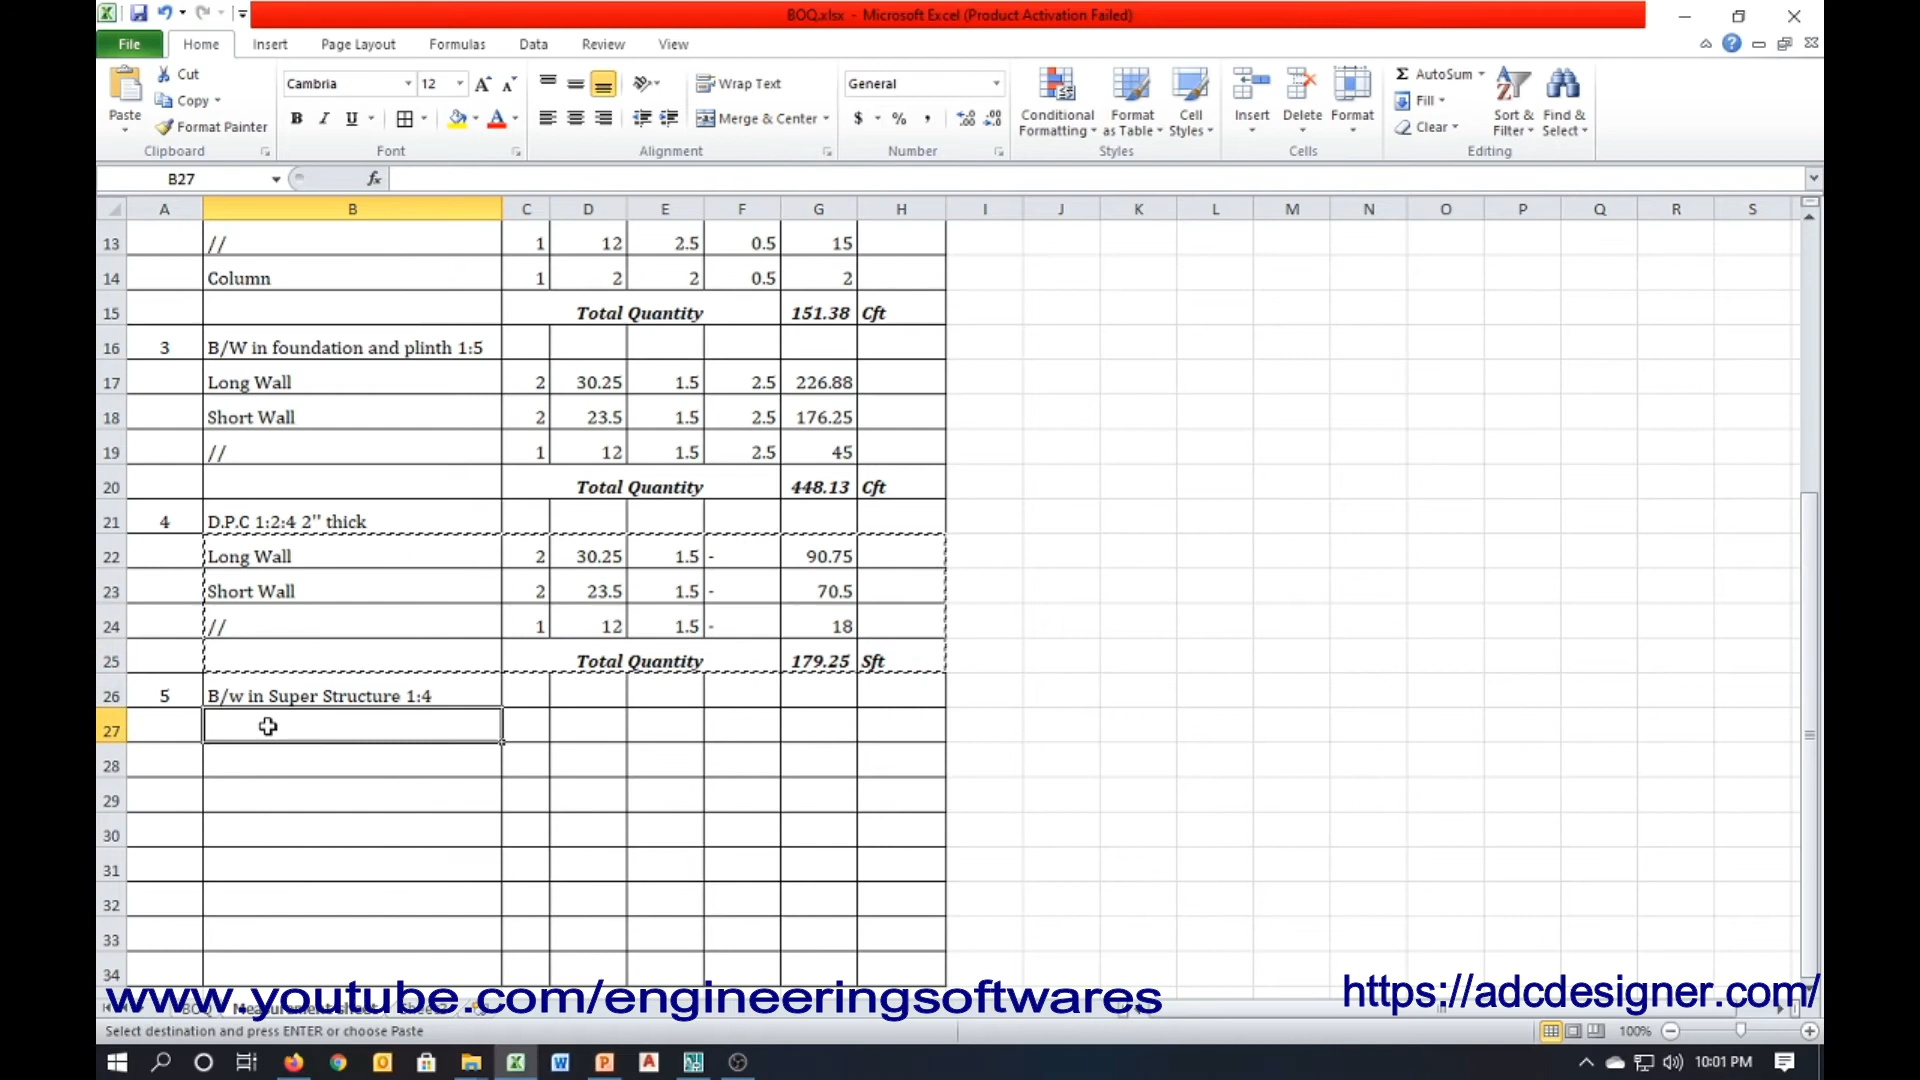 BOQ.xlsx - Microsoft Excel (Product Activation Failed)
File Home Insert Page Layout Formulas Data Review View
Paste Cut Copy Format Painter
Clipboard
Cambria 12
B I U
Font
Wrap Text
Merge & Center
Alignment
General
$ % ,
Number
Conditional Formatting
Format as Table
Cell Styles
Styles
Insert Delete Format
Cells
AutoSum
Fill
Clear
Sort & Filter
Find & Select
Editing
B27 fx
A B C D E F G H I J K L M N O P Q R S
13 // 1 12 2.5 0.5 15
14 Column 1 2 2 0.5 2
15 Total Quantity 151.38 Cft
16 3 B/W in foundation and plinth 1:5
17 Long Wall 2 30.25 1.5 2.5 226.88
18 Short Wall 2 23.5 1.5 2.5 176.25
19 // 1 12 1.5 2.5 45
20 Total Quantity 448.13 Cft
21 4 D.P.C 1:2:4 2'' thick
22 Long Wall 2 30.25 1.5 - 90.75
23 Short Wall 2 23.5 1.5 - 70.5
24 // 1 12 1.5 - 18
25 Total Quantity 179.25 Sft
26 5 B/w in Super Structure 1:4
27
28
29
30
31
32
33
34
www.youtube.com/engineeringsoftwares
https://adcdesigner.com/
BOQ Measurement sheet
Select destination and press ENTER or choose Paste
100%
10:01 PM